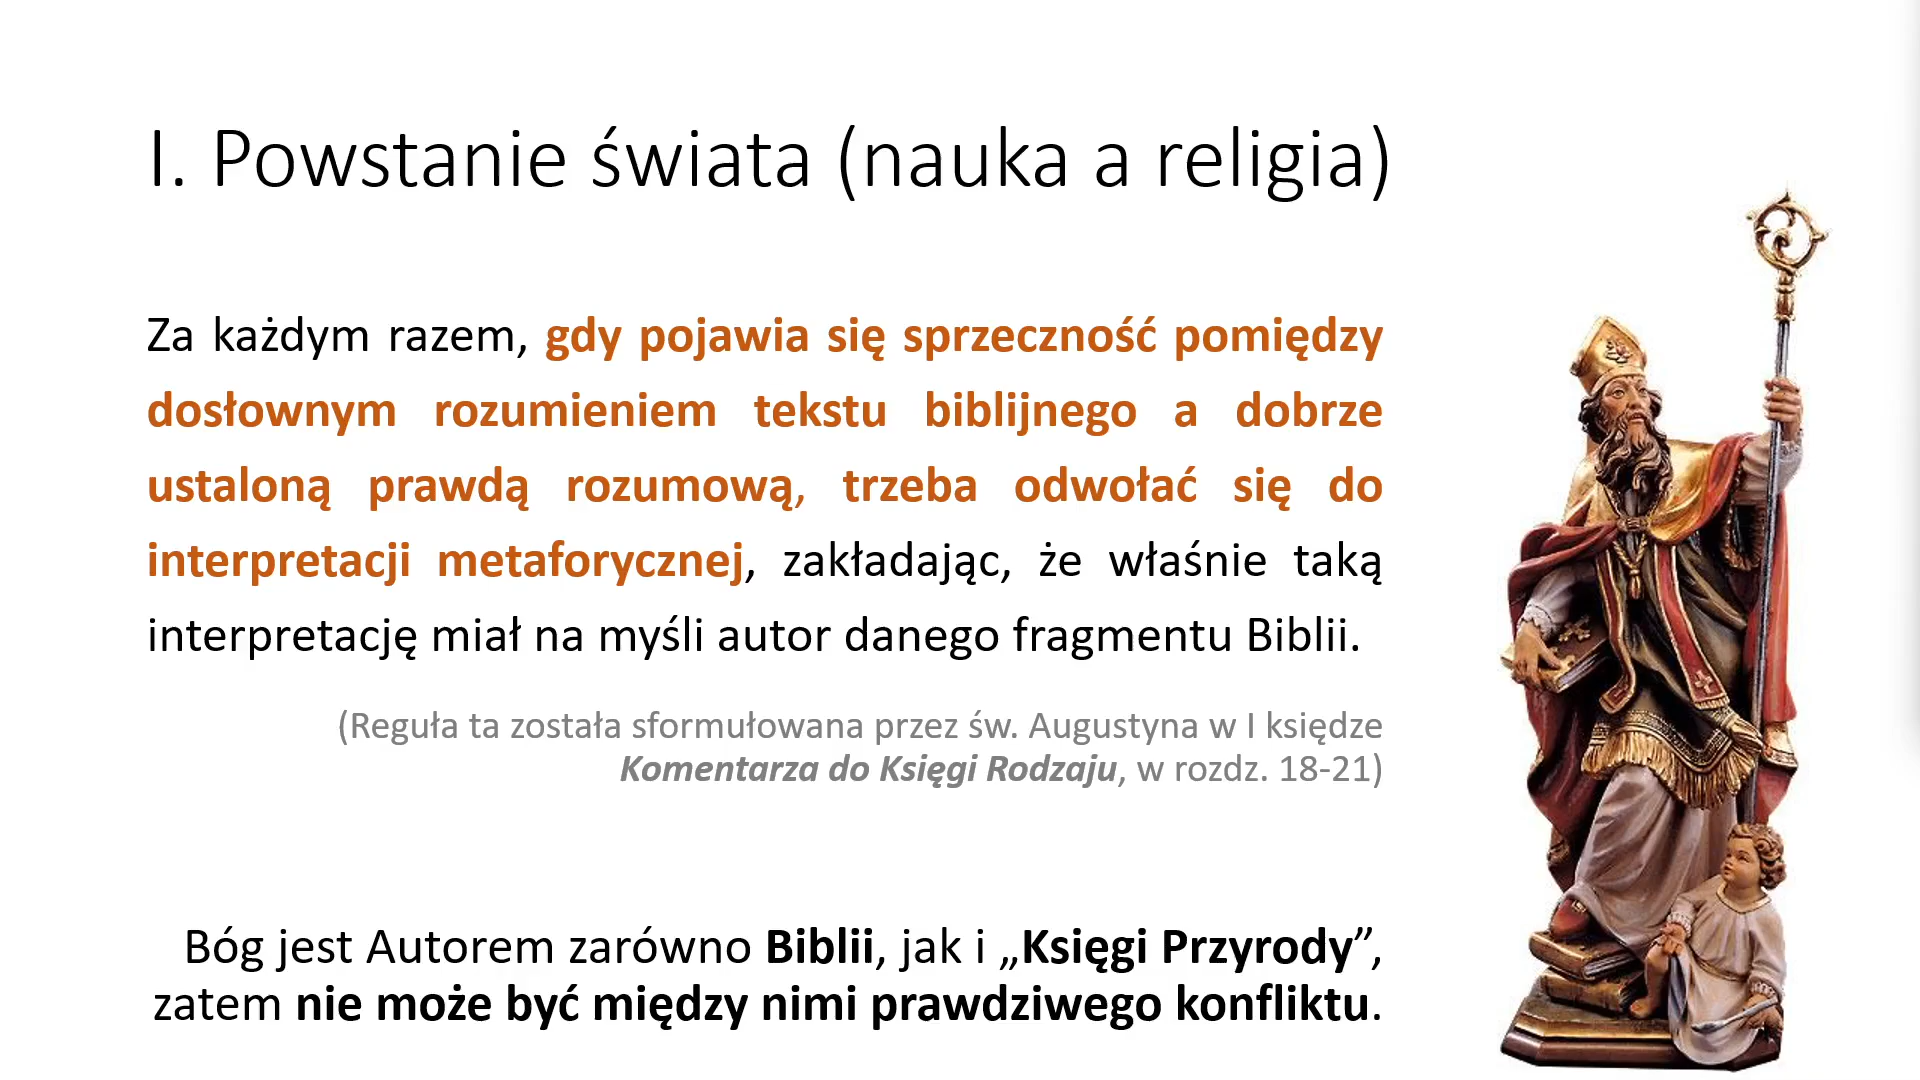 I. Powstanie świata (nauka a religia)
Za każdym razem, gdy pojawia się sprzeczność pomiędzy
dosłownym rozumieniem tekstu biblijnego a dobrze
ustaloną prawdą rozumową, trzeba odwołać się do
interpretacji metaforycznej, zakładając, że właśnie taką
interpretację miał na myśli autor danego fragmentu Biblii.
(Reguła ta została sformułowana przez św. Augustyna w I księdze
Komentarza do Księgi Rodzaju, w rozdz. 18-21)
Bóg jest Autorem zarówno Biblii, jak i „Księgi Przyrody”,
zatem nie może być między nimi prawdziwego konfliktu.